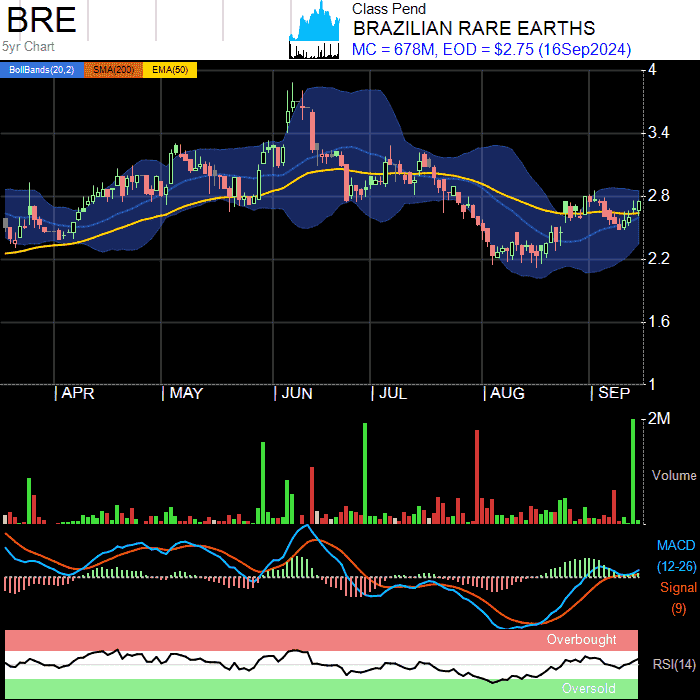 BRE
5yr Chart
Class Pend
BRAZILIAN RARE EARTHS
MC = 678M, EOD = $2.75 (16Sep2024)
BollBands(20,2) SMA(200) EMA(50)
4
3.4
2.8
2.2
1.6
1
APR MAY JUN JUL AUG SEP
2M
Volume
MACD
(12-26)
Signal
(9)
Overbought
RSI(14)
Oversold